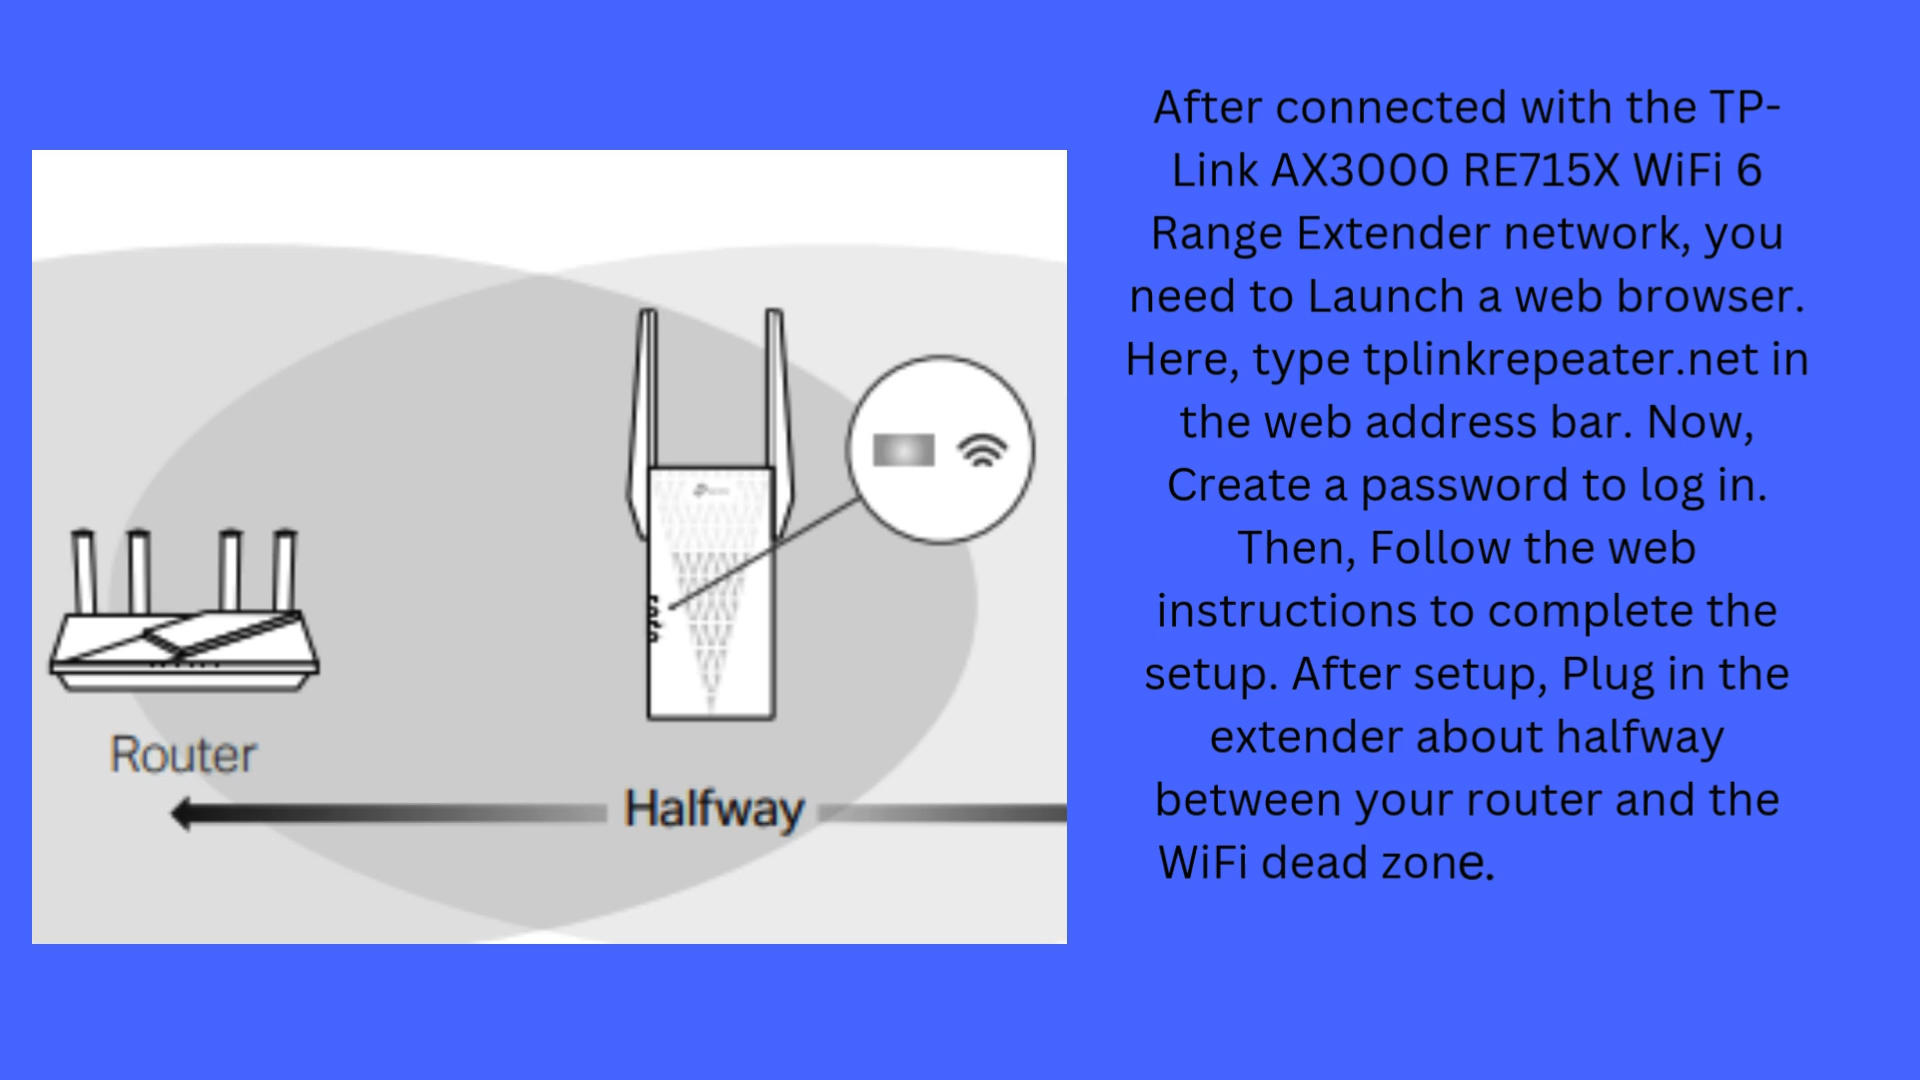 After connected with the TP-
Link AX3000 RE715X WiFi 6
Range Extender network, you
need to Launch a web browser.
Here, type tplinkrepeater.net in
the web address bar. Now,
Create a password to log in.
Then, Follow the web
instructions to complete the
setup. After setup, Plug in the
extender about halfway
between your router and the
WiFi dead zone.
Router
Halfway